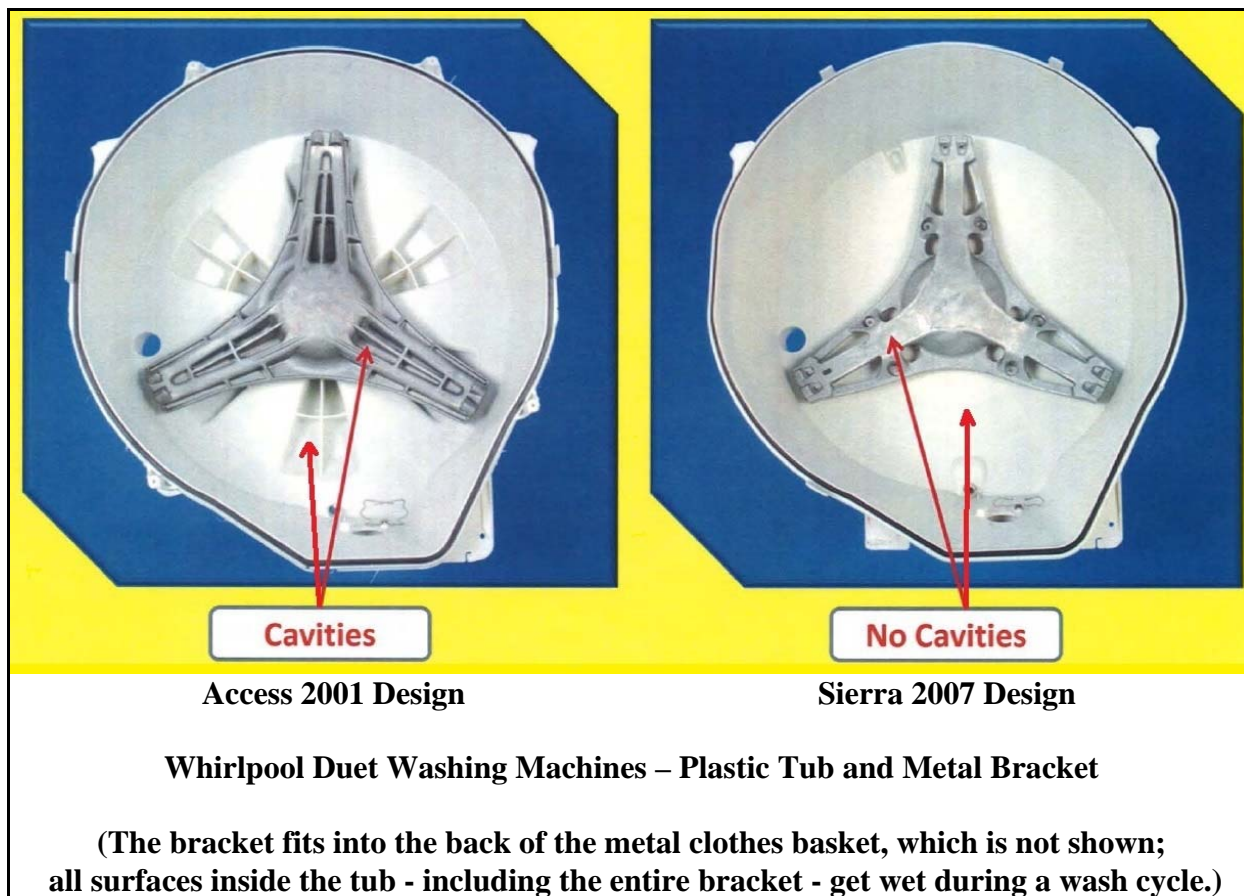 Cavities
No Cavities
Access 2001 Design
Sierra 2007 Design
Whirlpool Duet Washing Machines – Plastic Tub and Metal Bracket
(The bracket fits into the back of the metal clothes basket, which is not shown;
all surfaces inside the tub - including the entire bracket - get wet during a wash cycle.)